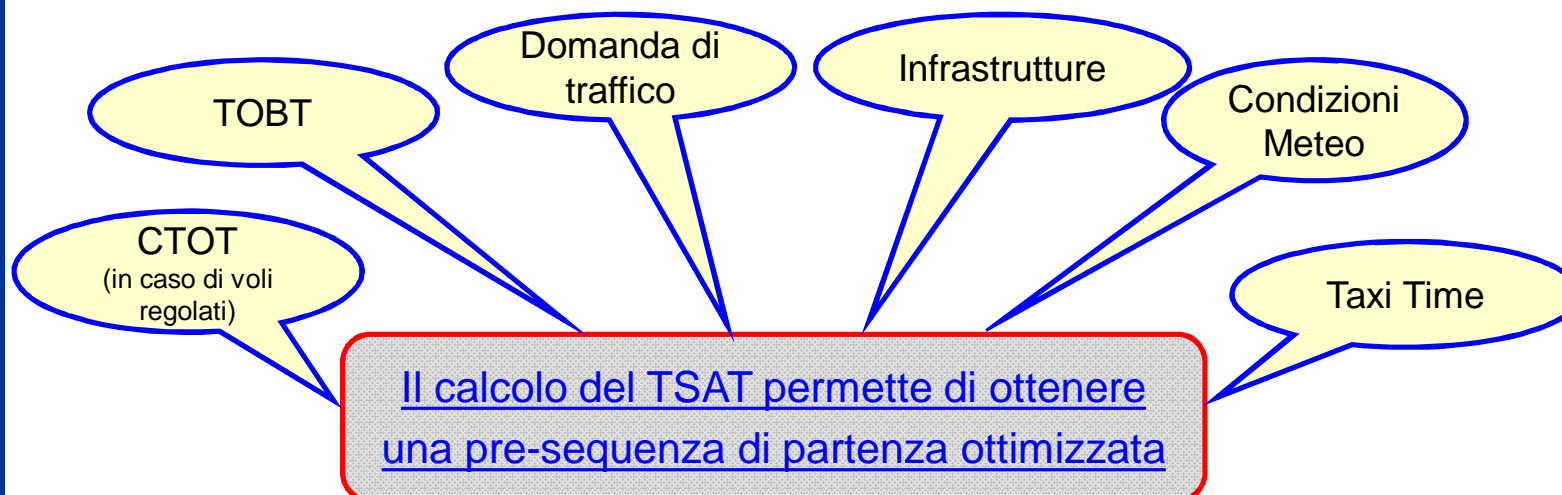 Domanda di
traffico
Infrastrutture
Condizioni
Meteo
TOBT
CTOT
(in caso di voli
regolati)
Taxi Time
Il calcolo del TSAT permette di ottenere
una pre-sequenza di partenza ottimizzata